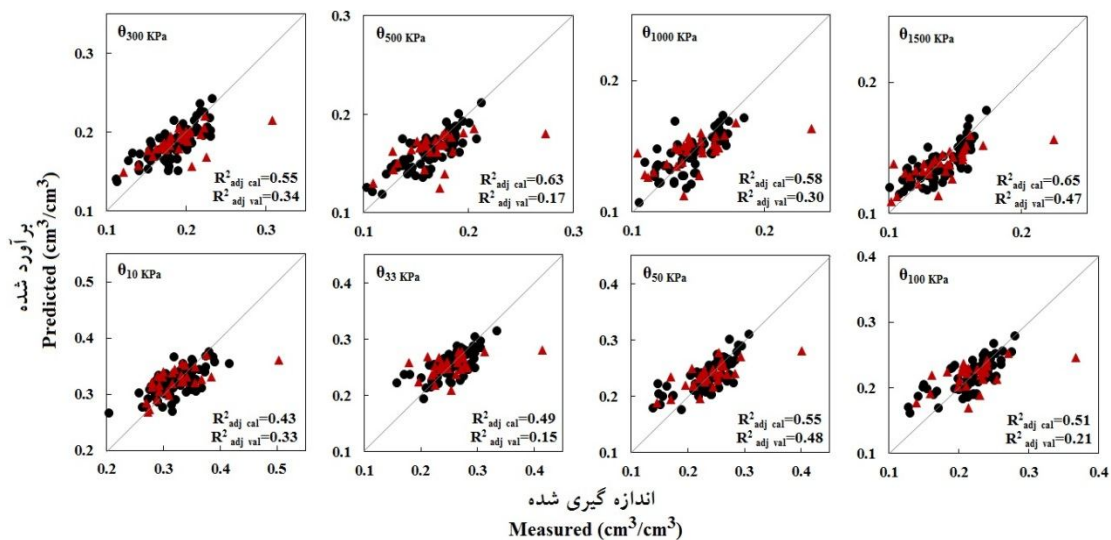 θ300 KPa
0.3
0.2
0.1
R²adj cal=0.55
R²adj val=0.34
0.1
0.2
0.3
θ500 KPa
0.3
0.2
0.1
R²adj cal=0.63
R²adj val=0.17
0.1
0.2
0.3
θ1000 KPa
0.2
0.1
R²adj cal=0.58
R²adj val=0.30
0.1
0.2
θ1500 KPa
0.2
0.1
R²adj cal=0.65
R²adj val=0.47
0.1
0.2
برآورد شده
Predicted (cm³/cm³)
θ10 KPa
0.5
0.4
0.3
0.2
R²adj cal=0.43
R²adj val=0.33
0.2
0.3
0.4
0.5
θ33 KPa
0.4
0.3
0.2
0.1
R²adj cal=0.49
R²adj val=0.15
0.1
0.2
0.3
0.4
θ50 KPa
0.4
0.3
0.2
0.1
R²adj cal=0.55
R²adj val=0.48
0.1
0.2
0.3
0.4
θ100 KPa
0.4
0.3
0.2
0.1
R²adj cal=0.51
R²adj val=0.21
0.1
0.2
0.3
0.4
اندازه گیری شده
Measured (cm³/cm³)